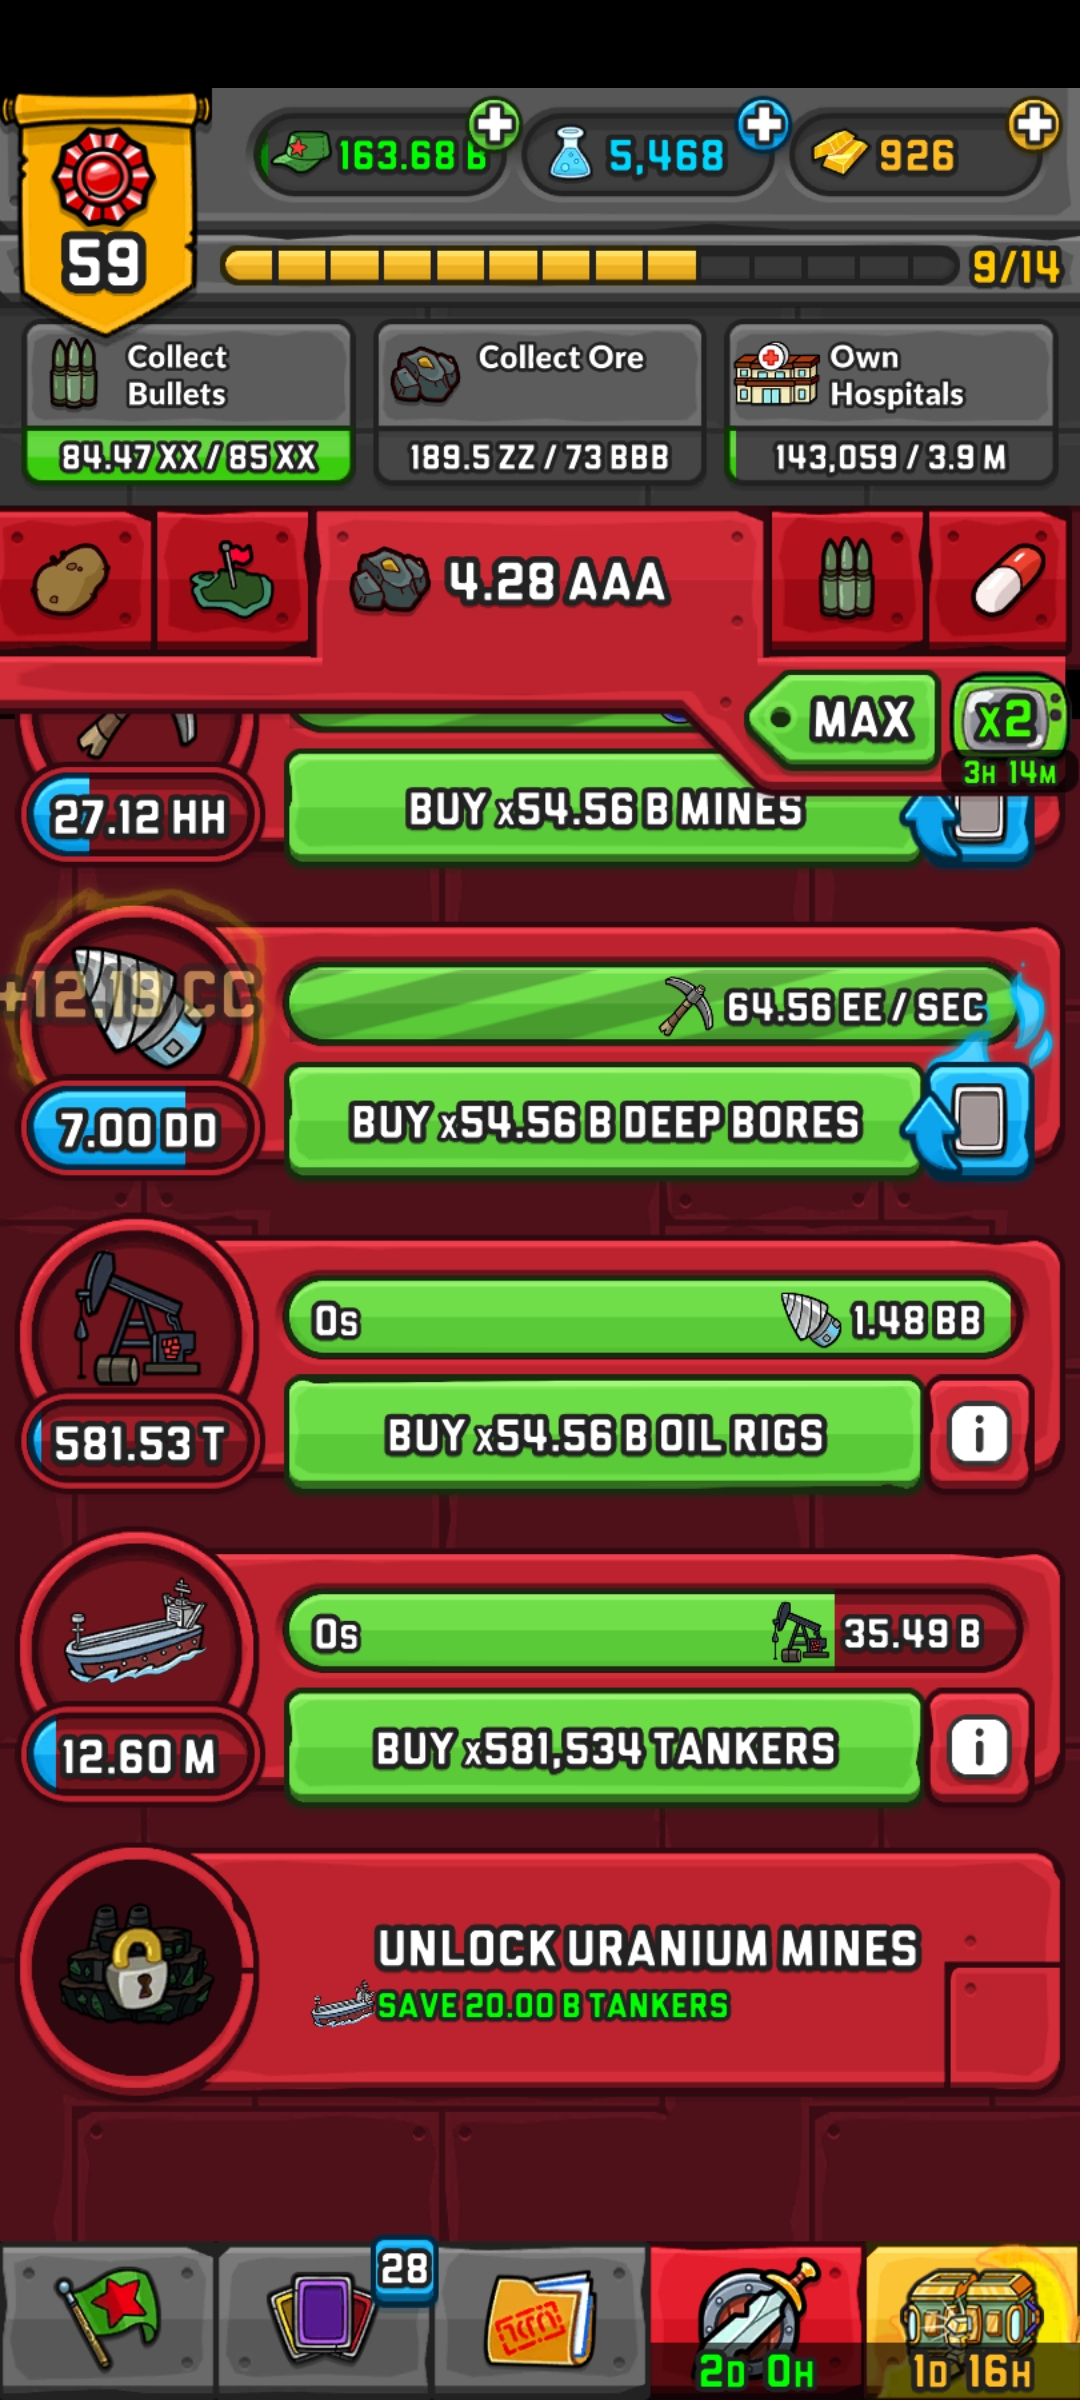 163.68 B
5,468
926
59
9/14
Collect
Bullets
84.47 XX / 85 XX
Collect Ore
189.5 ZZ / 73 BBB
Own
Hospitals
143,059 / 3.9 M
4.28 AAA
MAX
x2
3H 14M
27.12 HH
BUY x54.56 B MINES
+12.19 CC
64.56 EE / SEC
7.00 DD
BUY x54.56 B DEEP BORES
0s
1.48 BB
581.53 T
BUY x54.56 B OIL RIGS
i
0s
35.49 B
12.60 M
BUY x581,534 TANKERS
i
UNLOCK URANIUM MINES
SAVE 20.00 B TANKERS
28
2D 0H
1D 16H